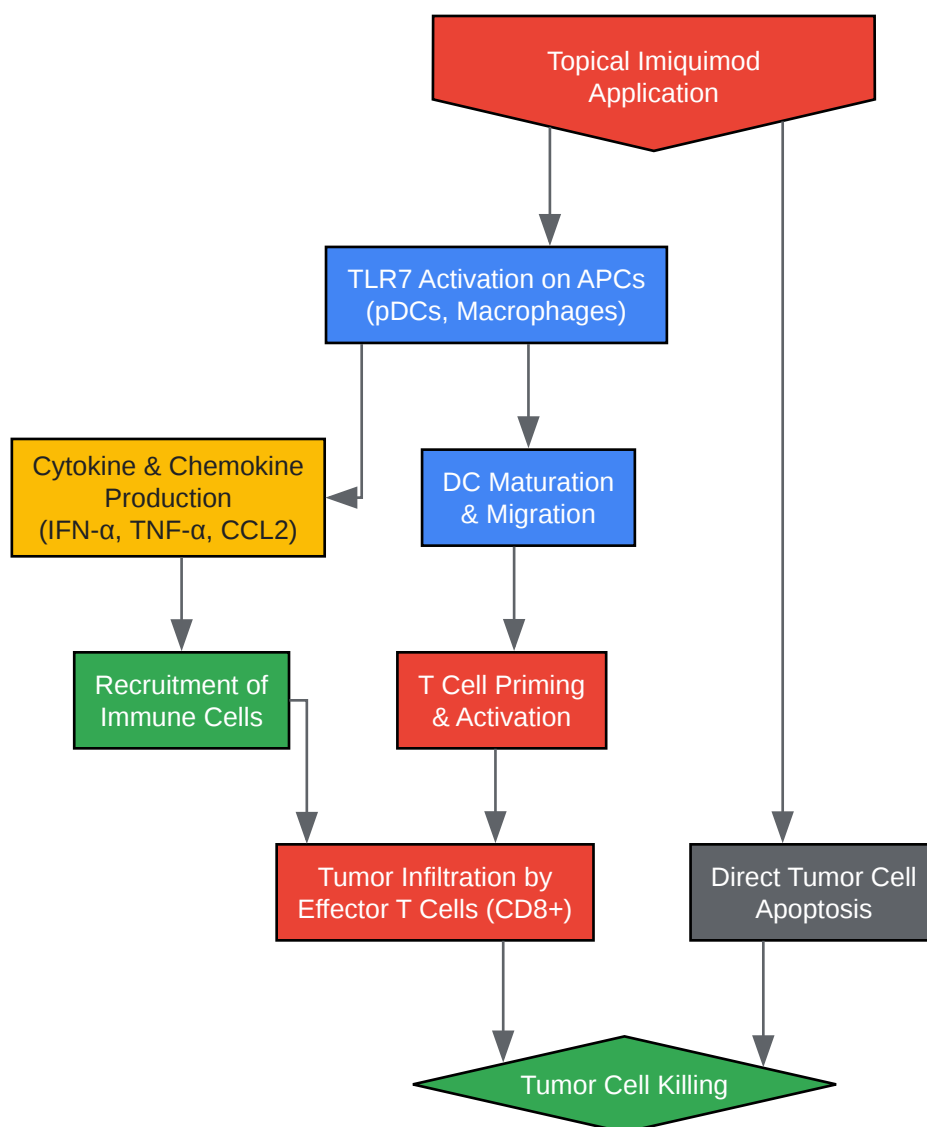 Topical Imiquimod
Application
TLR7 Activation on APCs
(pDCs, Macrophages)
Cytokine & Chemokine
Production
(IFN-α, TNF-α, CCL2)
DC Maturation
& Migration
Recruitment of
Immune Cells
T Cell Priming
& Activation
Tumor Infiltration by
Effector T Cells (CD8+)
Direct Tumor Cell
Apoptosis
Tumor Cell Killing